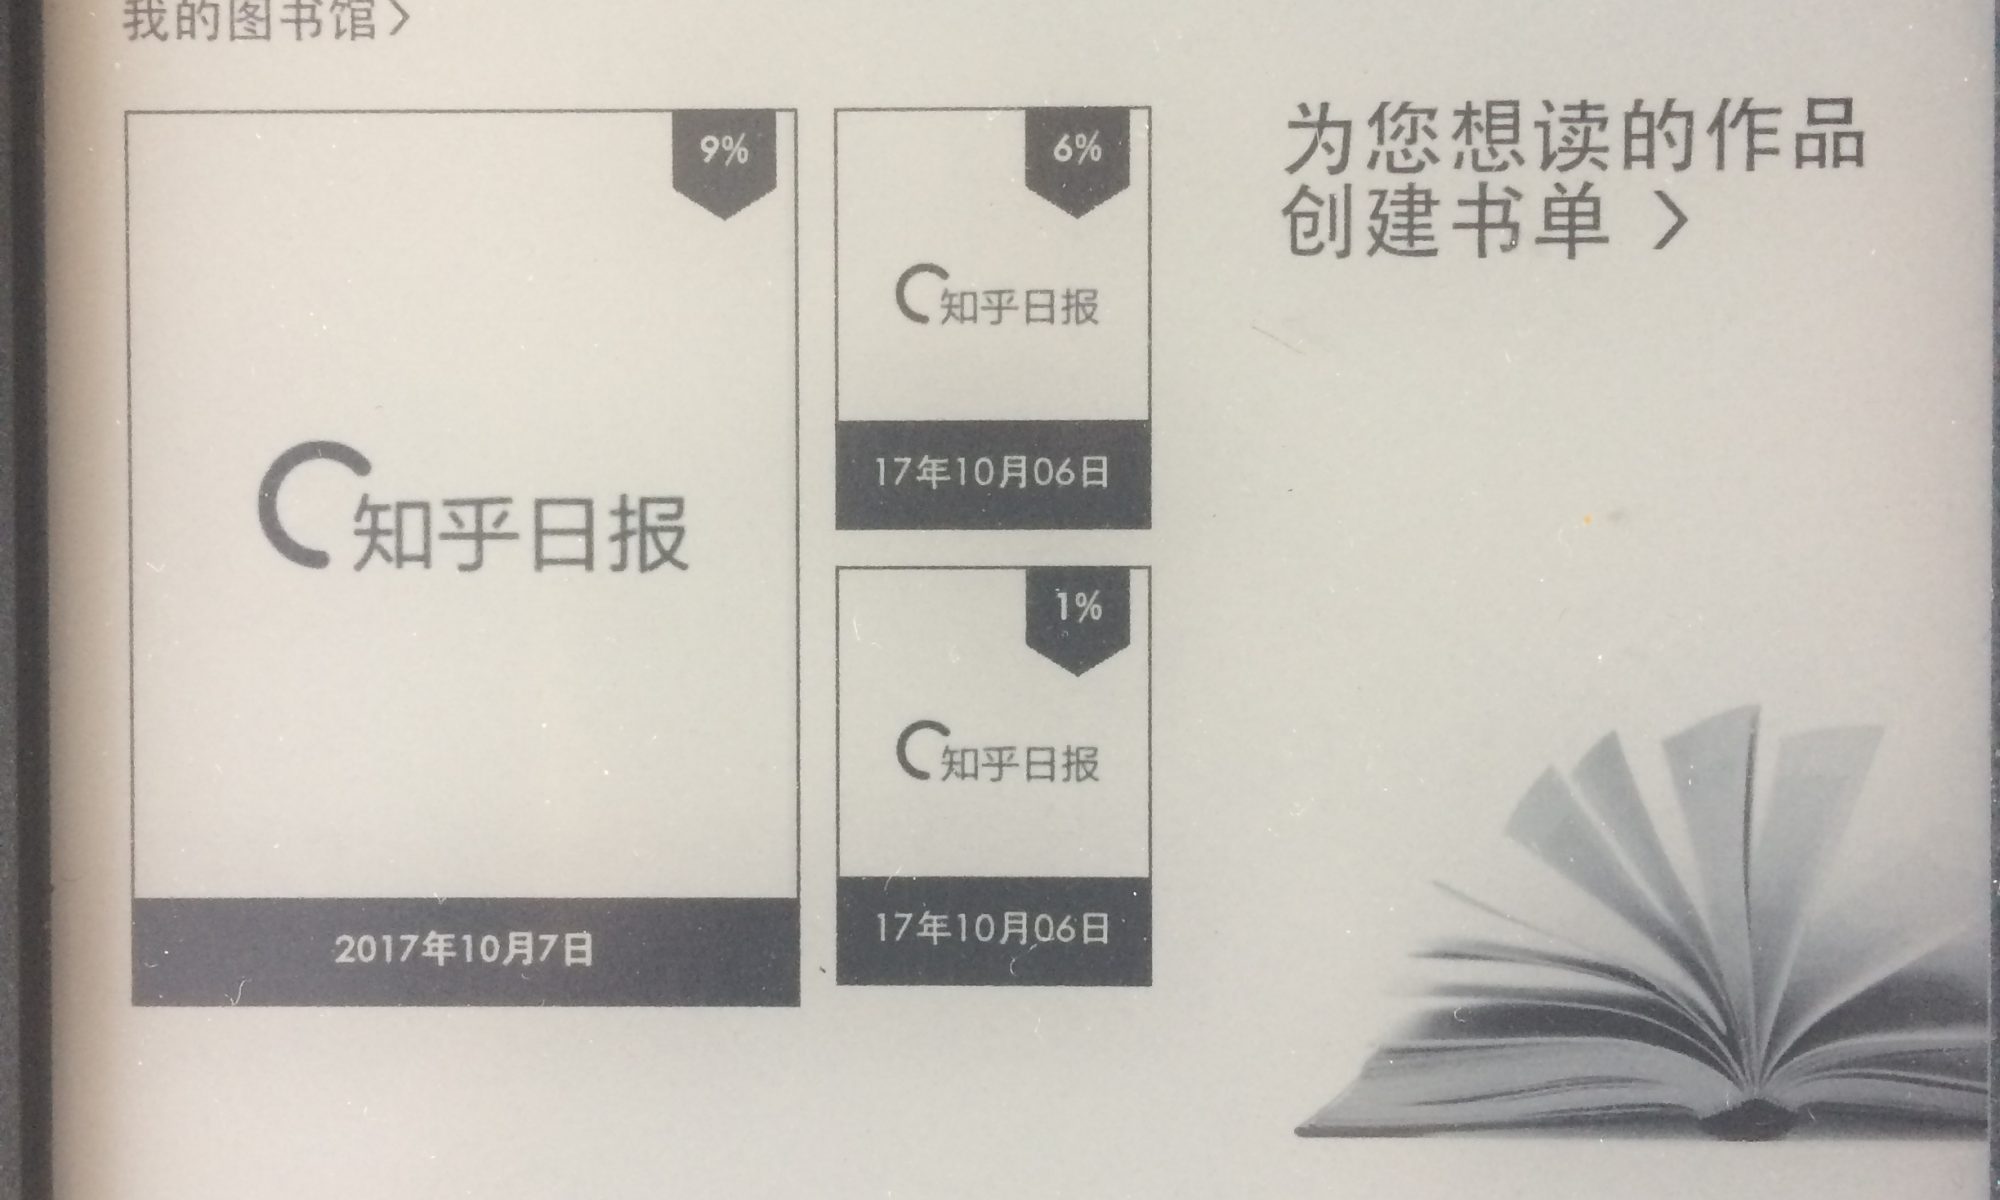 我的图书馆>
9%
知乎日报
2017年10月7日
6%
知乎日报
17年10月06日
1%
知乎日报
17年10月06日
为您想读的作品
创建书单 >